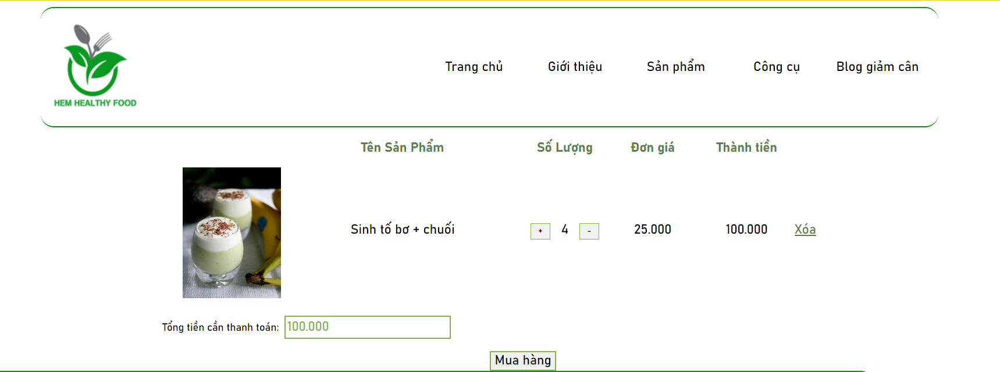 HEM HEALTHY FOOD
Trang chủ Giới thiệu Sản phẩm Công cụ Blog giảm cân
Tên Sản Phẩm Số Lượng Đơn giá Thành tiền
Sinh tố bơ + chuối + 4 - 25.000 100.000 Xóa
Tổng tiền cần thanh toán: 100.000
Mua hàng